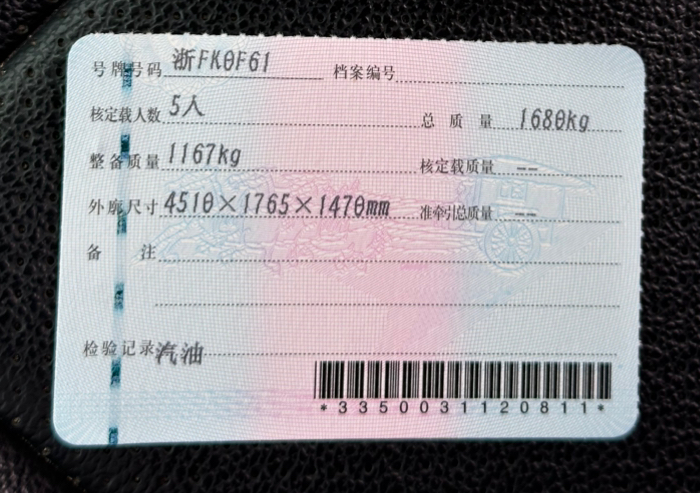 号牌号码 浙FK0F61 档案编号
核定载人数 5人 总质量 1680kg
整备质量 1167kg 核定载质量 --
外廓尺寸 4510×1765×1470mm 准牵引总质量 --
备注
检验记录 汽油
*3350031120811*